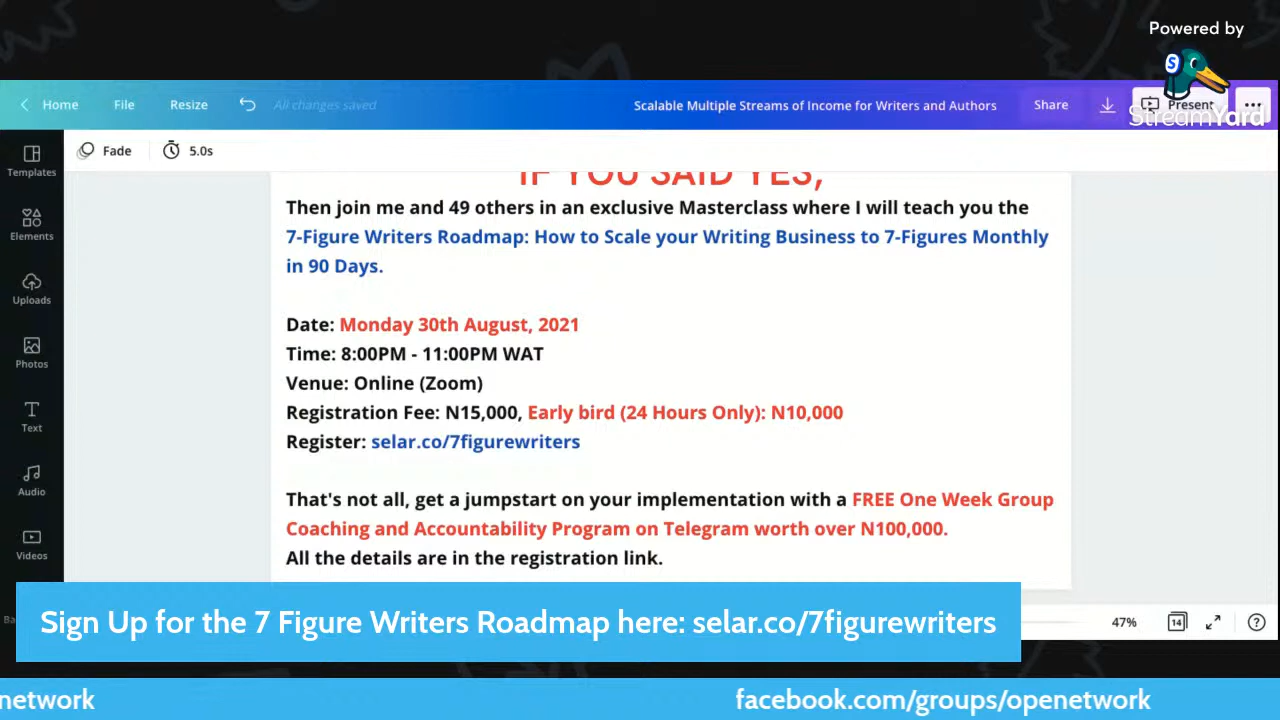 Powered by
StreamYard
Home
File
Resize
All changes saved
Scalable Multiple Streams of Income for Writers and Authors
Share
Present
Templates
Elements
Uploads
Photos
Text
Audio
Videos
Fade
5.0s
IF YOU SAID YES,
Then join me and 49 others in an exclusive Masterclass where I will teach you the
7-Figure Writers Roadmap: How to Scale your Writing Business to 7-Figures Monthly
in 90 Days.
Date: Monday 30th August, 2021
Time: 8:00PM - 11:00PM WAT
Venue: Online (Zoom)
Registration Fee: N15,000, Early bird (24 Hours Only): N10,000
Register: selar.co/7figurewriters
That's not all, get a jumpstart on your implementation with a FREE One Week Group
Coaching and Accountability Program on Telegram worth over N100,000.
All the details are in the registration link.
47%
14
Sign Up for the 7 Figure Writers Roadmap here: selar.co/7figurewriters
network
facebook.com/groups/openetwork